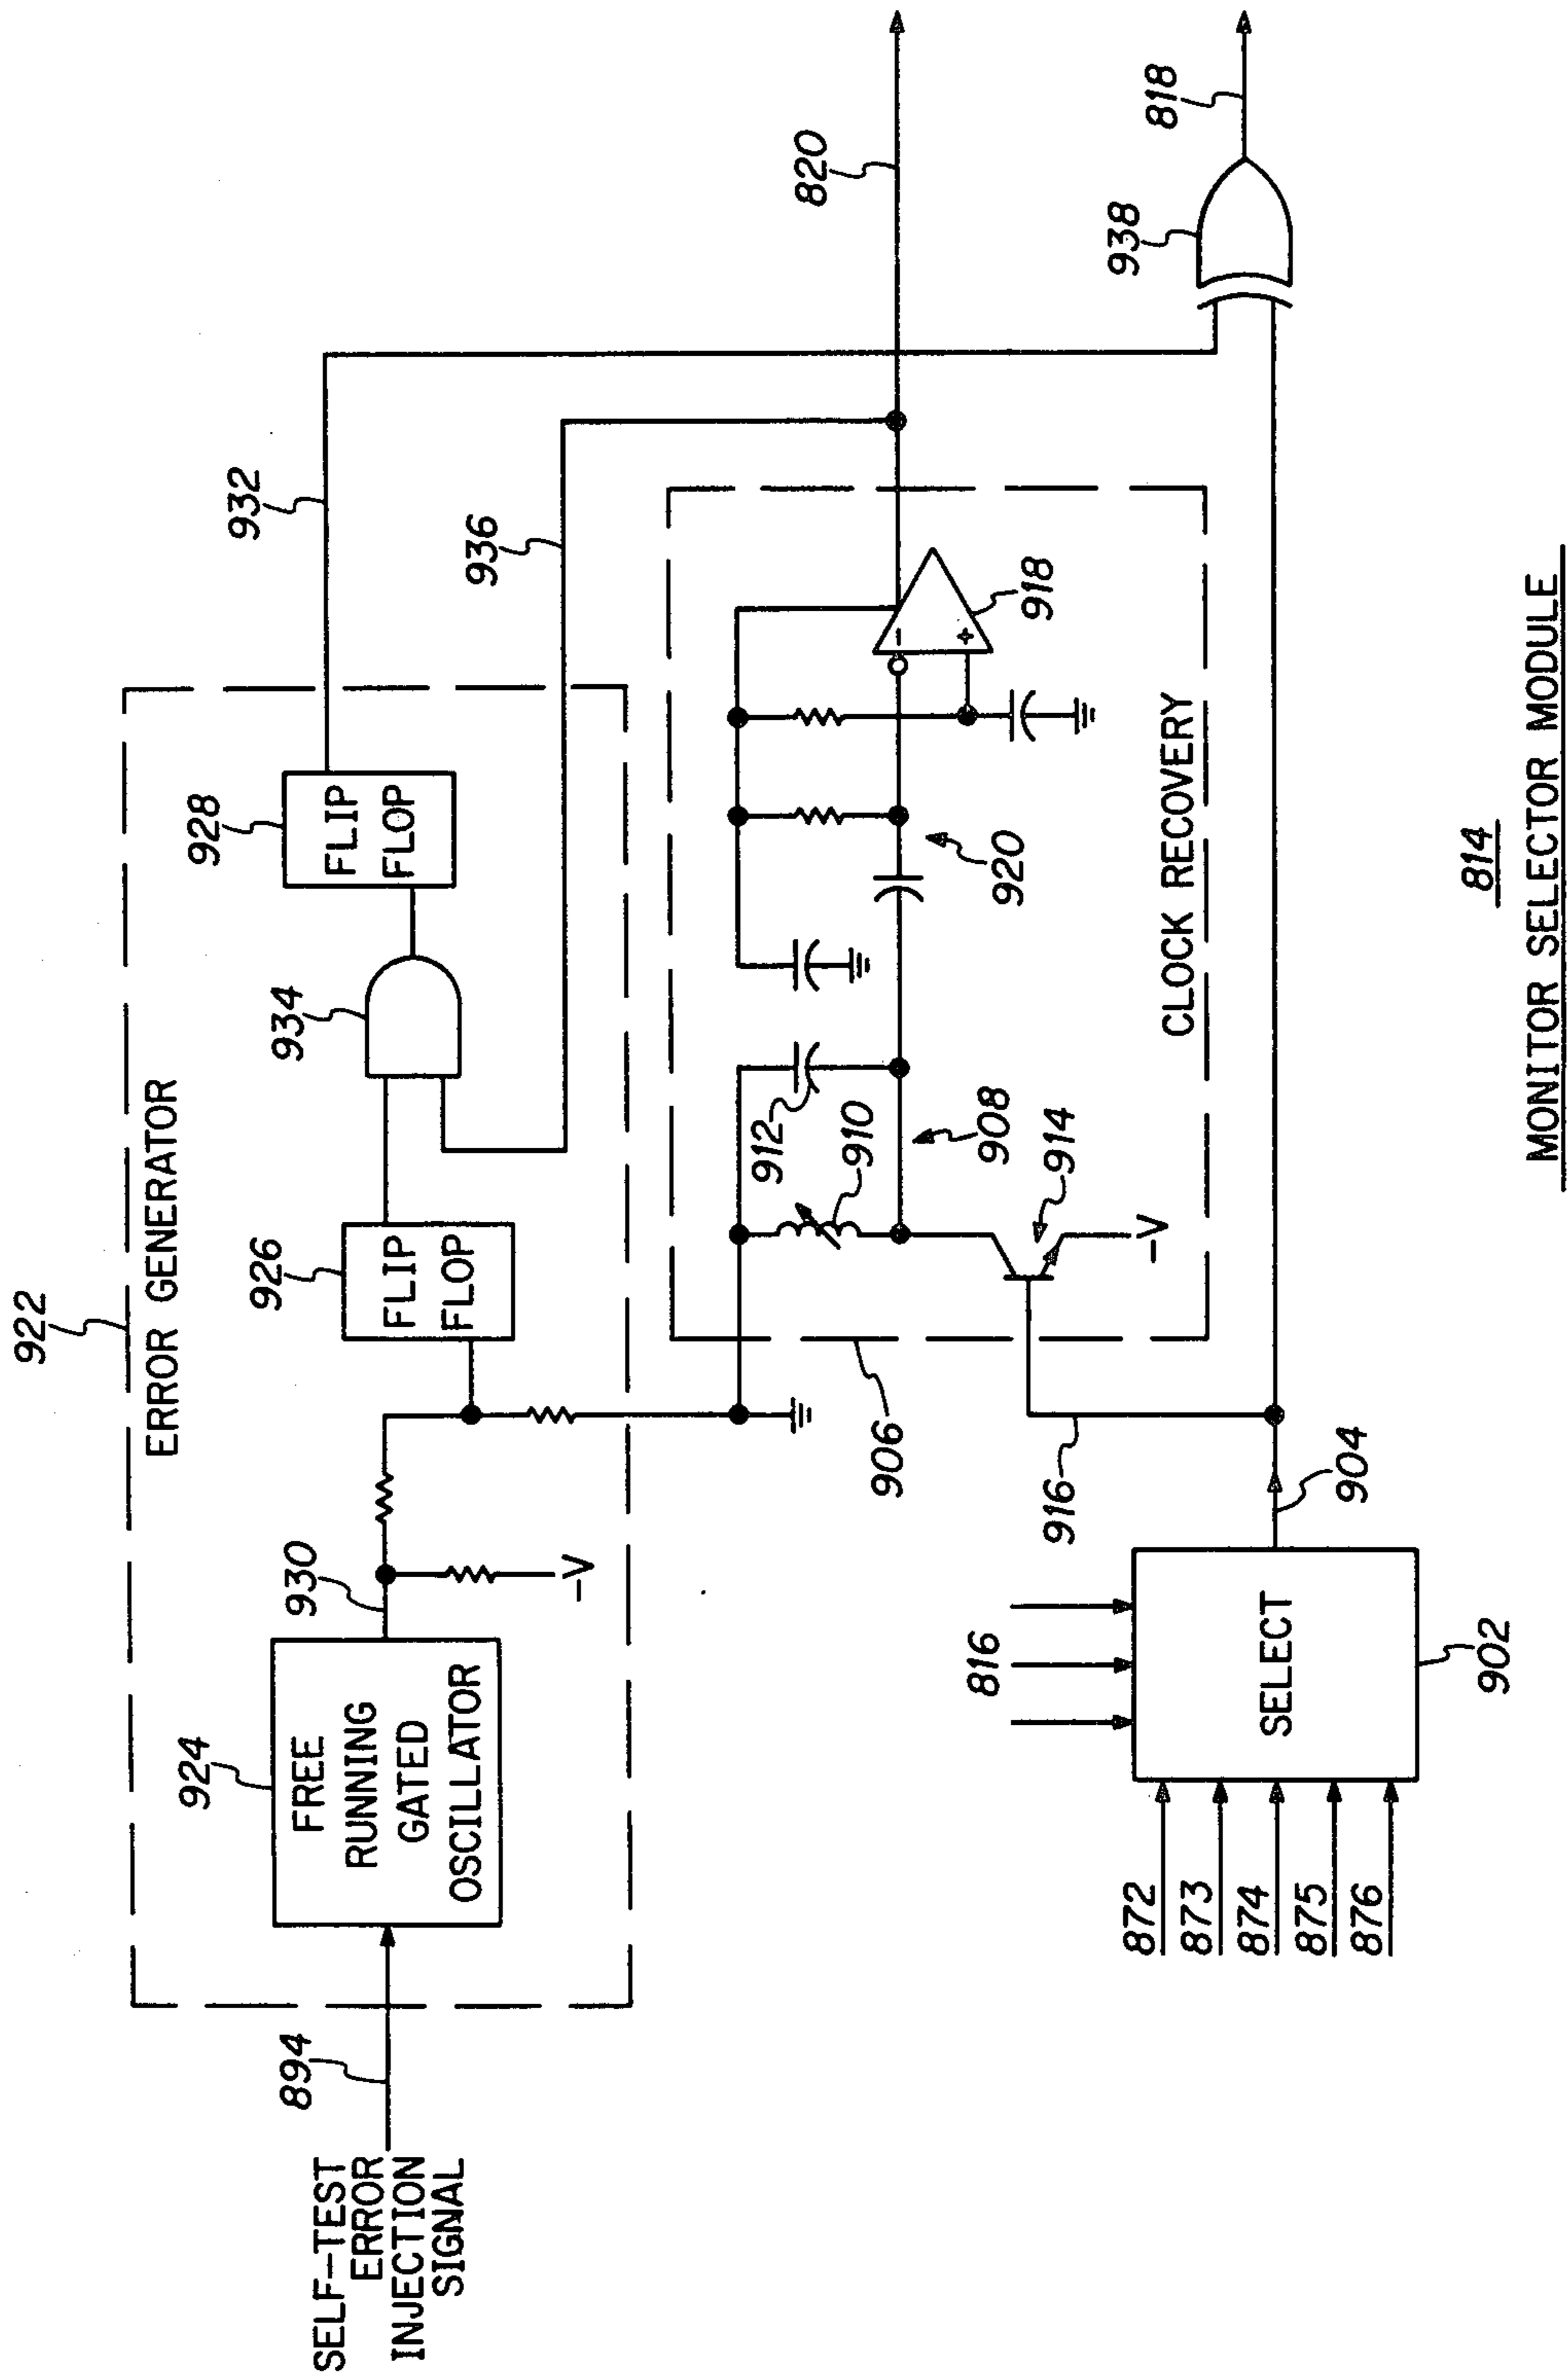 922
ERROR GENERATOR
SELF-TEST
ERROR
INJECTION
SIGNAL
894
924
FREE
RUNNING
GATED
OSCILLATOR
930
-V
926
FLIP
FLOP
934
928
FLIP
FLOP
932
936
906
912
910
908
914
-V
920
918
-
+
CLOCK RECOVERY
820
916
816
872
873
874
875
876
SELECT
902
904
938
818
814
MONITOR SELECTOR MODULE